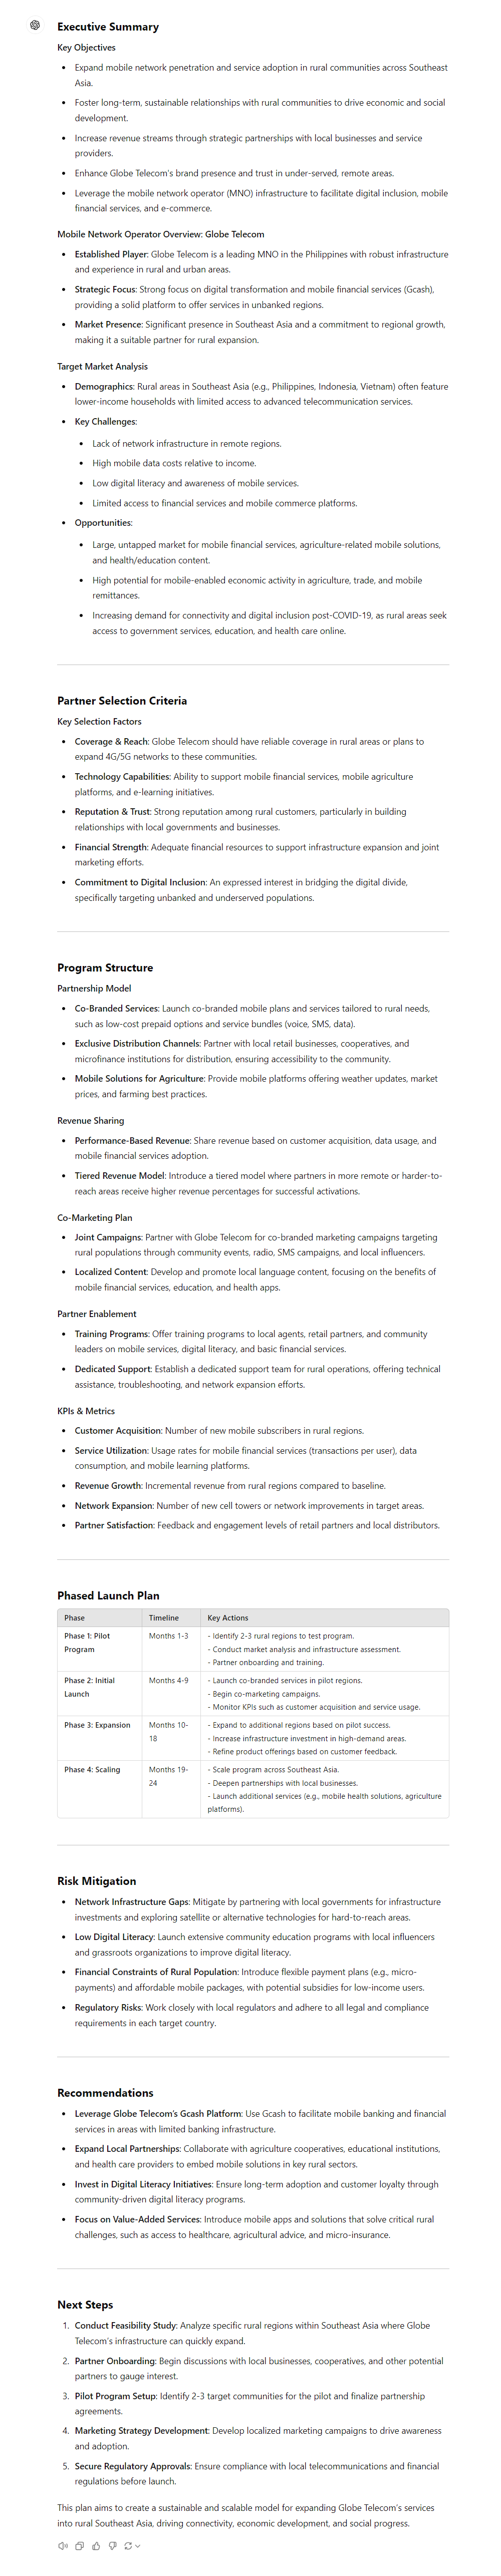 Executive Summary
Key Objectives
Expand mobile network penetration and service adoption in rural communities across Southeast
Asia.
Foster long-term, sustainable relationships with rural communities to drive economic and social
development.
Increase revenue streams through strategic partnerships with local businesses and service
providers.
Enhance Globe Telecom's brand presence and trust in under-served, remote areas.
Leverage the mobile network operator (MNO) infrastructure to facilitate digital inclusion, mobile
financial services, and e-commerce.
Mobile Network Operator Overview: Globe Telecom
Established Player: Globe Telecom is a leading MNO in the Philippines with robust infrastructure
and experience in rural and urban areas.
Strategic Focus: Strong focus on digital transformation and mobile financial services (Gcash),
providing a solid platform to offer services in unbanked regions.
Market Presence: Significant presence in Southeast Asia and a commitment to regional growth,
making it a suitable partner for rural expansion.
Target Market Analysis
Demographics: Rural areas in Southeast Asia (e.g., Philippines, Indonesia, Vietnam) often feature
lower-income households with limited access to advanced telecommunication services.
Key Challenges:
Lack of network infrastructure in remote regions.
High mobile data costs relative to income.
Low digital literacy and awareness of mobile services.
Limited access to financial services and mobile commerce platforms.
Opportunities:
Large, untapped market for mobile financial services, agriculture-related mobile solutions,
and health/education content.
High potential for mobile-enabled economic activity in agriculture, trade, and mobile
remittances.
Increasing demand for connectivity and digital inclusion post-COVID-19, as rural areas seek
access to government services, education, and health care online.
Partner Selection Criteria
Key Selection Factors
Coverage & Reach: Globe Telecom should have reliable coverage in rural areas or plans to
expand 4G/5G networks to these communities.
Technology Capabilities: Ability to support mobile financial services, mobile agriculture
platforms, and e-learning initiatives.
Reputation & Trust: Strong reputation among rural customers, particularly in building
relationships with local governments and businesses.
Financial Strength: Adequate financial resources to support infrastructure expansion and joint
marketing efforts.
Commitment to Digital Inclusion: An expressed interest in bridging the digital divide,
specifically targeting unbanked and underserved populations.
Program Structure
Partnership Model
Co-Branded Services: Launch co-branded mobile plans and services tailored to rural needs,
such as low-cost prepaid options and service bundles (voice, SMS, data).
Exclusive Distribution Channels: Partner with local retail businesses, cooperatives, and
microfinance institutions for distribution, ensuring accessibility to the community.
Mobile Solutions for Agriculture: Provide mobile platforms offering weather updates, market
prices, and farming best practices.
Revenue Sharing
Performance-Based Revenue: Share revenue based on customer acquisition, data usage, and
mobile financial services adoption.
Tiered Revenue Model: Introduce a tiered model where partners in more remote or harder-to-
reach areas receive higher revenue percentages for successful activations.
Co-Marketing Plan
Joint Campaigns: Partner with Globe Telecom for co-branded marketing campaigns targeting
rural populations through community events, radio, SMS campaigns, and local influencers.
Localized Content: Develop and promote local language content, focusing on the benefits of
mobile financial services, education, and health apps.
Partner Enablement
Training Programs: Offer training programs to local agents, retail partners, and community
leaders on mobile services, digital literacy, and basic financial services.
Dedicated Support: Establish a dedicated support team for rural operations, offering technical
assistance, troubleshooting, and network expansion efforts.
KPIs & Metrics
Customer Acquisition: Number of new mobile subscribers in rural regions.
Service Utilization: Usage rates for mobile financial services (transactions per user), data
consumption, and mobile learning platforms.
Revenue Growth: Incremental revenue from rural regions compared to baseline.
Network Expansion: Number of new cell towers or network improvements in target areas.
Partner Satisfaction: Feedback and engagement levels of retail partners and local distributors.
Phased Launch Plan
Phase Timeline Key Actions
Phase 1: Pilot Months 1-3 - Identify 2-3 rural regions to test program.
Program - Conduct market analysis and infrastructure assessment.
- Partner onboarding and training.
Phase 2: Initial Months 4-9 - Launch co-branded services in pilot regions.
Launch - Begin co-marketing campaigns.
- Monitor KPIs such as customer acquisition and service usage.
Phase 3: Expansion Months 10- - Expand to additional regions based on pilot success.
18 - Increase infrastructure investment in high-demand areas.
- Refine product offerings based on customer feedback.
Phase 4: Scaling Months 19- - Scale program across Southeast Asia.
24 - Deepen partnerships with local businesses.
- Launch additional services (e.g., mobile health solutions, agriculture
platforms).
Risk Mitigation
Network Infrastructure Gaps: Mitigate by partnering with local governments for infrastructure
investments and exploring satellite or alternative technologies for hard-to-reach areas.
Low Digital Literacy: Launch extensive community education programs with local influencers
and grassroots organizations to improve digital literacy.
Financial Constraints of Rural Population: Introduce flexible payment plans (e.g., micro-
payments) and affordable mobile packages, with potential subsidies for low-income users.
Regulatory Risks: Work closely with local regulators and adhere to all legal and compliance
requirements in each target country.
Recommendations
Leverage Globe Telecom's Gcash Platform: Use Gcash to facilitate mobile banking and financial
services in areas with limited banking infrastructure.
Expand Local Partnerships: Collaborate with agriculture cooperatives, educational institutions,
and health care providers to embed mobile solutions in key rural sectors.
Invest in Digital Literacy Initiatives: Ensure long-term adoption and customer loyalty through
community-driven digital literacy programs.
Focus on Value-Added Services: Introduce mobile apps and solutions that solve critical rural
challenges, such as access to healthcare, agricultural advice, and micro-insurance.
Next Steps
1. Conduct Feasibility Study: Analyze specific rural regions within Southeast Asia where Globe
Telecom's infrastructure can quickly expand.
2. Partner Onboarding: Begin discussions with local businesses, cooperatives, and other potential
partners to gauge interest.
3. Pilot Program Setup: Identify 2-3 target communities for the pilot and finalize partnership
agreements.
4. Marketing Strategy Development: Develop localized marketing campaigns to drive awareness
and adoption.
5. Secure Regulatory Approvals: Ensure compliance with local telecommunications and financial
regulations before launch.
This plan aims to create a sustainable and scalable model for expanding Globe Telecom's services
into rural Southeast Asia, driving connectivity, economic development, and social progress.